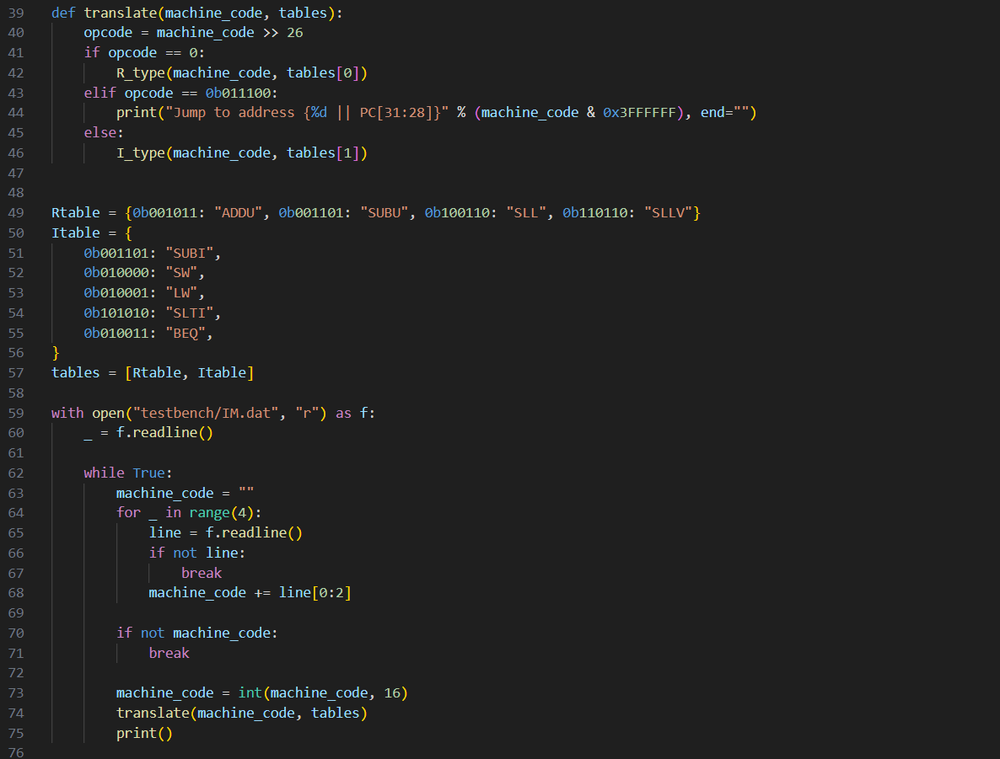 39 def translate(machine_code, tables):
40     opcode = machine_code >> 26
41     if opcode == 0:
42         R_type(machine_code, tables[0])
43     elif opcode == 0b011100:
44         print("Jump to address {%d || PC[31:28]}" % (machine_code & 0x3FFFFFF), end="")
45     else:
46         I_type(machine_code, tables[1])
47
48
49 Rtable = {0b001011: "ADDU", 0b001101: "SUBU", 0b100110: "SLL", 0b110110: "SLLV"}
50 Itable = {
51     0b001101: "SUBI",
52     0b010000: "SW",
53     0b010001: "LW",
54     0b101010: "SLTI",
55     0b010011: "BEQ",
56 }
57 tables = [Rtable, Itable]
58
59 with open("testbench/IM.dat", "r") as f:
60     _ = f.readline()
61
62     while True:
63         machine_code = ""
64         for _ in range(4):
65             line = f.readline()
66             if not line:
67                 break
68             machine_code += line[0:2]
69
70         if not machine_code:
71             break
72
73         machine_code = int(machine_code, 16)
74         translate(machine_code, tables)
75         print()
76